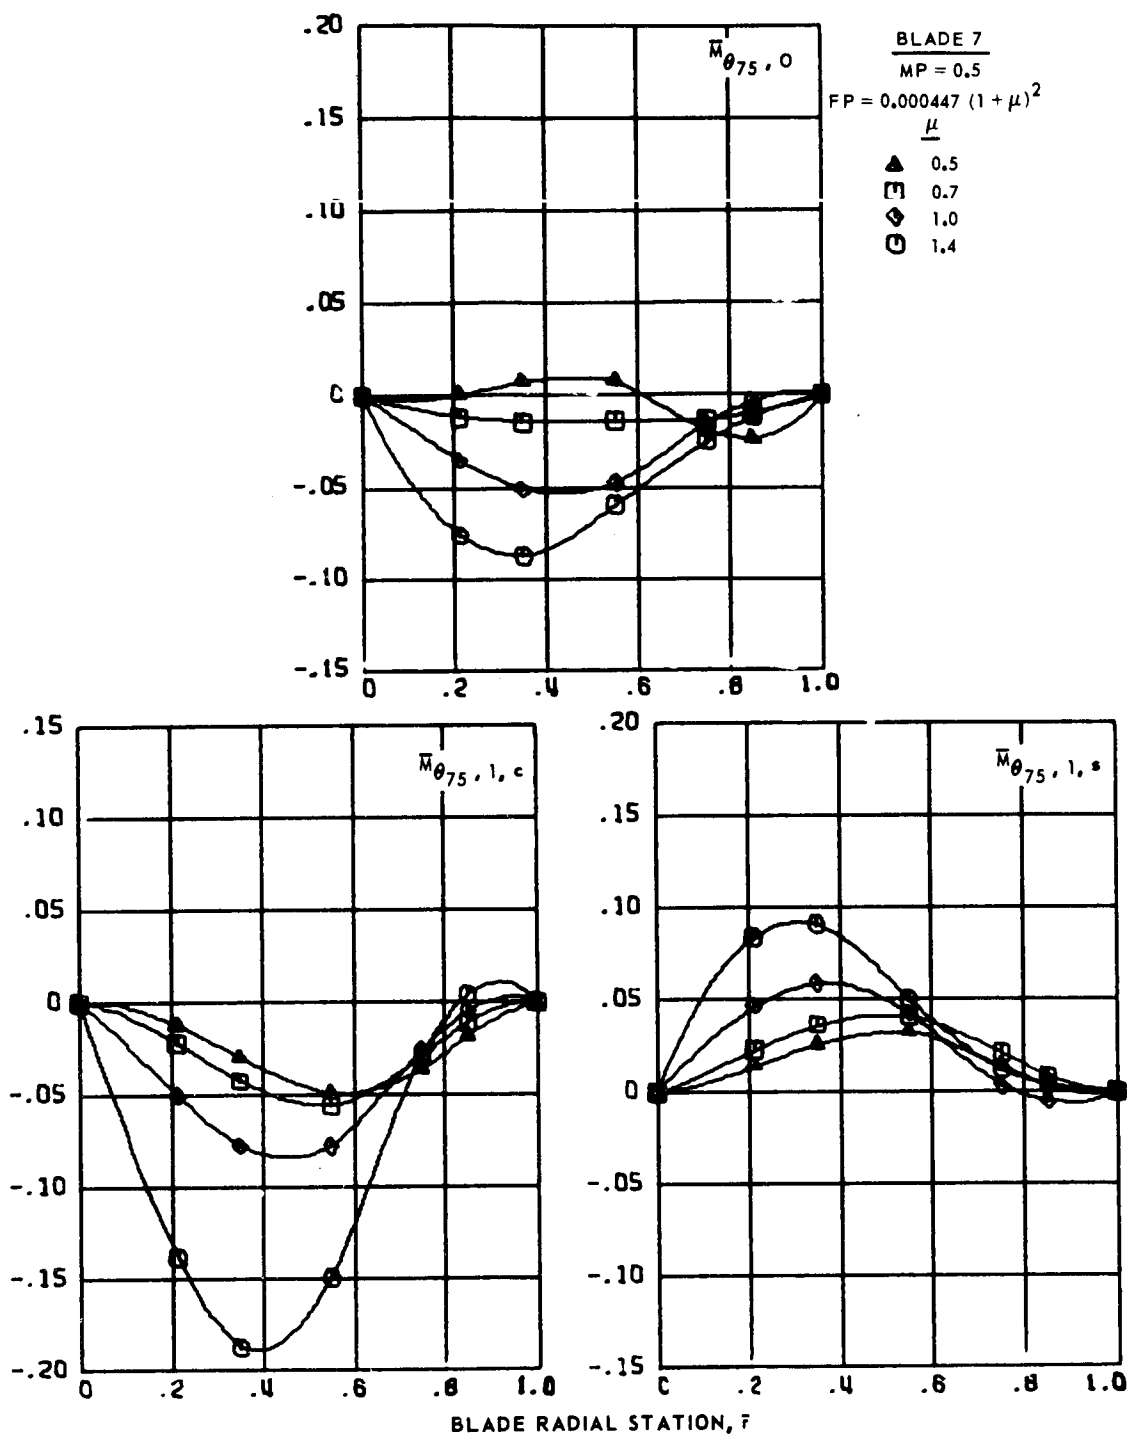 .20
.15
.10
.05
0
-.05
-.10
-.15
0 .2 .4 .6 .8 1.0
M̅θ75, O
BLADE 7
MP = 0.5
FP = 0.000447 (1 + μ)2
μ
0.5
0.7
1.0
1.4
.15
.10
.05
0
-.05
-.10
-.15
-.20
0 .2 .4 .6 .8 1.0
M̅θ75, 1, c
.20
.15
.10
.05
0
-.05
-.10
-.15
0 .2 .4 .6 .8 1.0
M̅θ75, 1, s
BLADE RADIAL STATION, r̅